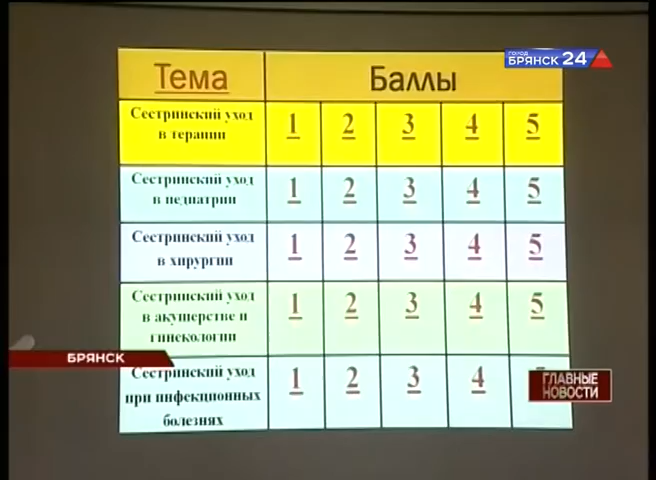 ГОРОД
БРЯНСК 24
Тема Баллы
Сестринский уход
в терапии
1 2 3 4 5
Сестринский уход
в педиатрии
1 2 3 4 5
Сестринский уход
в хирургии
1 2 3 4 5
Сестринский уход
в акушерстве и
гинекологии
1 2 3 4 5
БРЯНСК
Сестринский уход
при инфекционных
болезнях
1 2 3 4
ГЛАВНЫЕ
НОВОСТИ